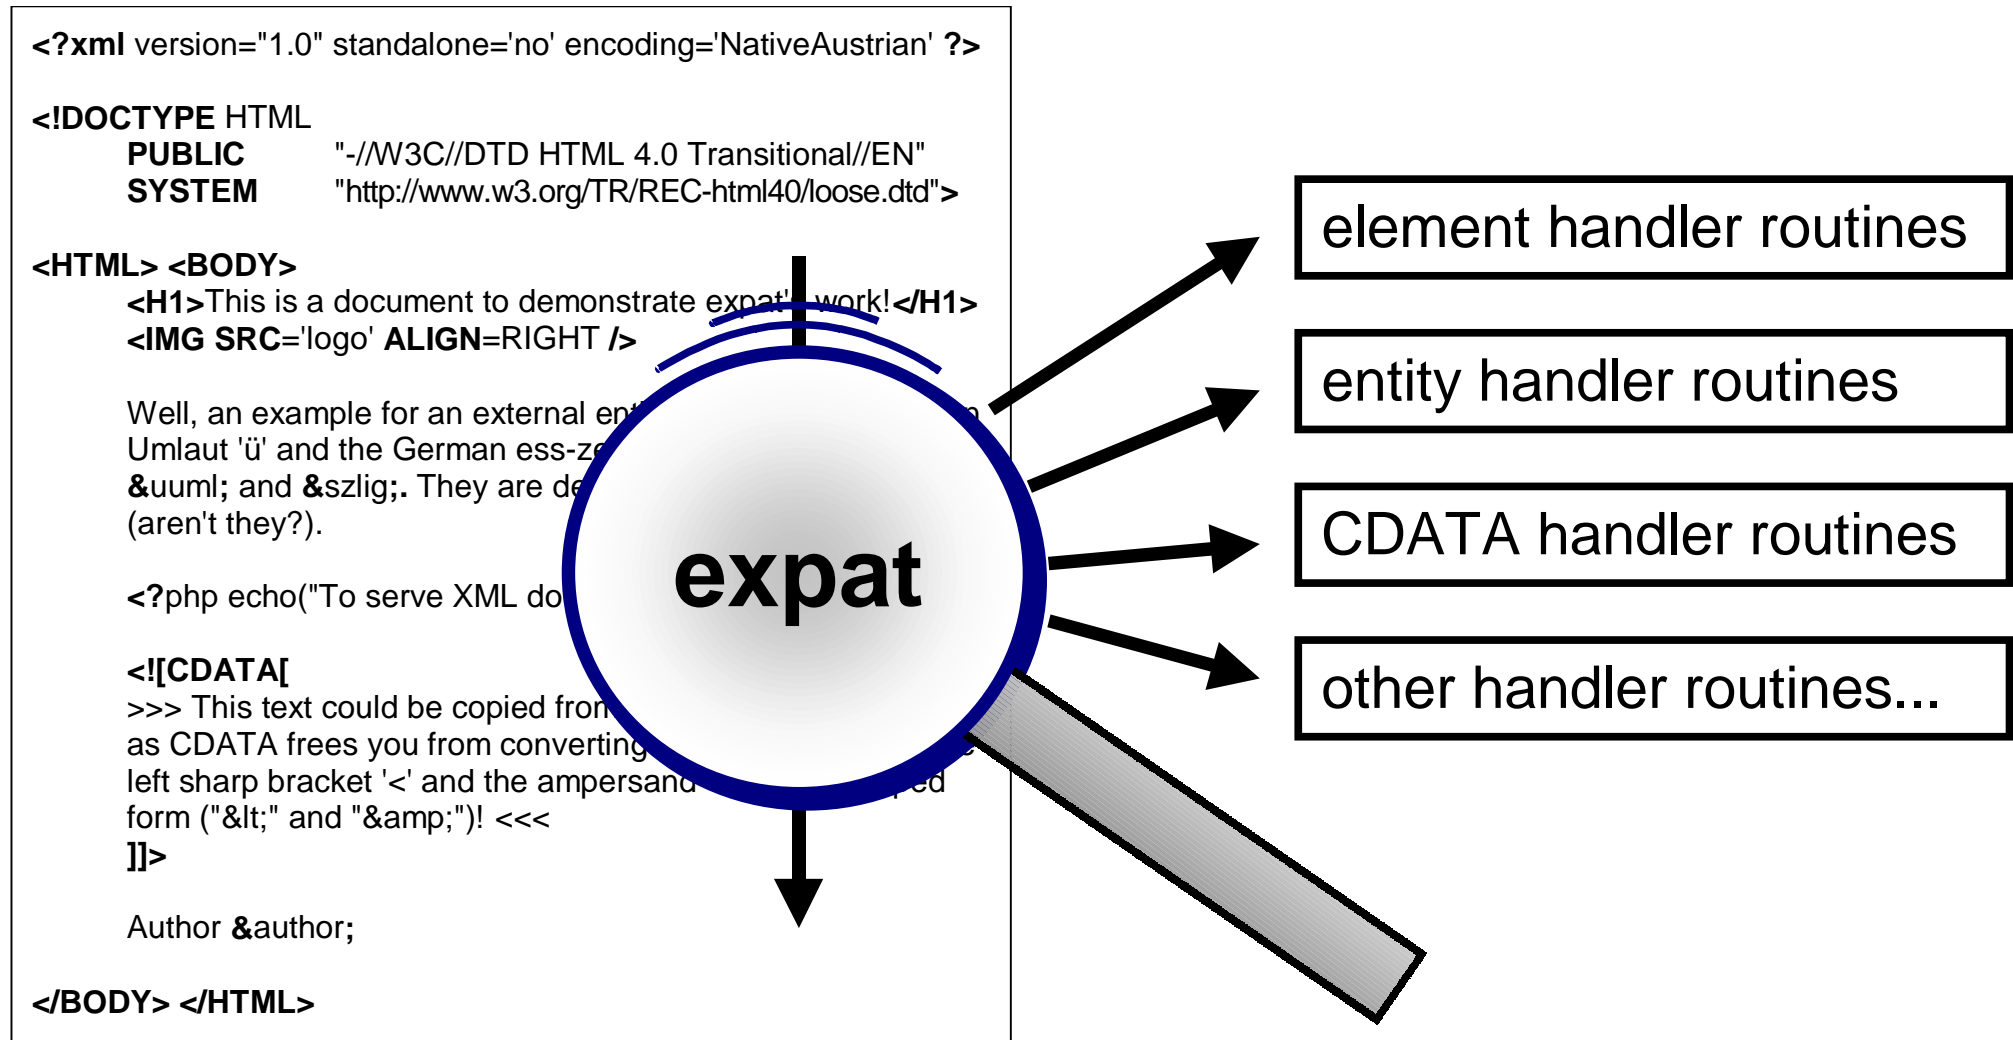 <?xml version="1.0" standalone='no' encoding='NativeAustrian' ?>
<!DOCTYPE HTML
PUBLIC "-//W3C//DTD HTML 4.0 Transitional//EN"
SYSTEM "http://www.w3.org/TR/REC-html40/loose.dtd">
<HTML> <BODY>
<H1>This is a document to demonstrate expat's work!</H1>
<IMG SRC='logo' ALIGN=RIGHT />
Well, an example for an external
Umlaut 'ü' and the German
&uuml; and &szlig;. They are
(aren't they?).
<?php echo("To serve XML
<![CDATA[
>>> This text could be copied from
as CDATA frees you from converting
left sharp bracket '<' and the ampersand
form ("&lt;" and "&amp;")! <<<
]]>
Author &author;
</BODY> </HTML>
expat
element handler routines
entity handler routines
CDATA handler routines
other handler routines...